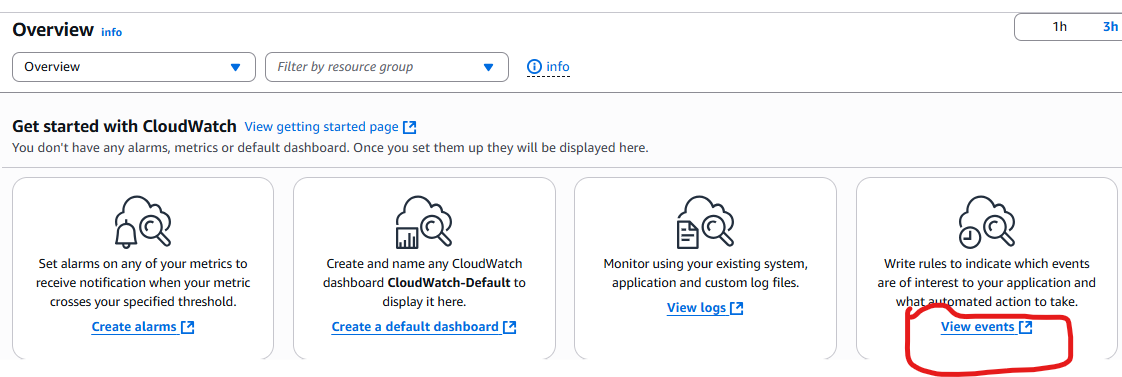 Overview info
1h 3h
Overview
Filter by resource group
info
Get started with CloudWatch View getting started page
You don't have any alarms, metrics or default dashboard. Once you set them up they will be displayed here.
Set alarms on any of your metrics to
receive notification when your metric
crosses your specified threshold.
Create alarms
Create and name any CloudWatch
dashboard CloudWatch-Default to
display it here.
Create a default dashboard
Monitor using your existing system,
application and custom log files.
View logs
Write rules to indicate which events
are of interest to your application and
what automated action to take.
View events